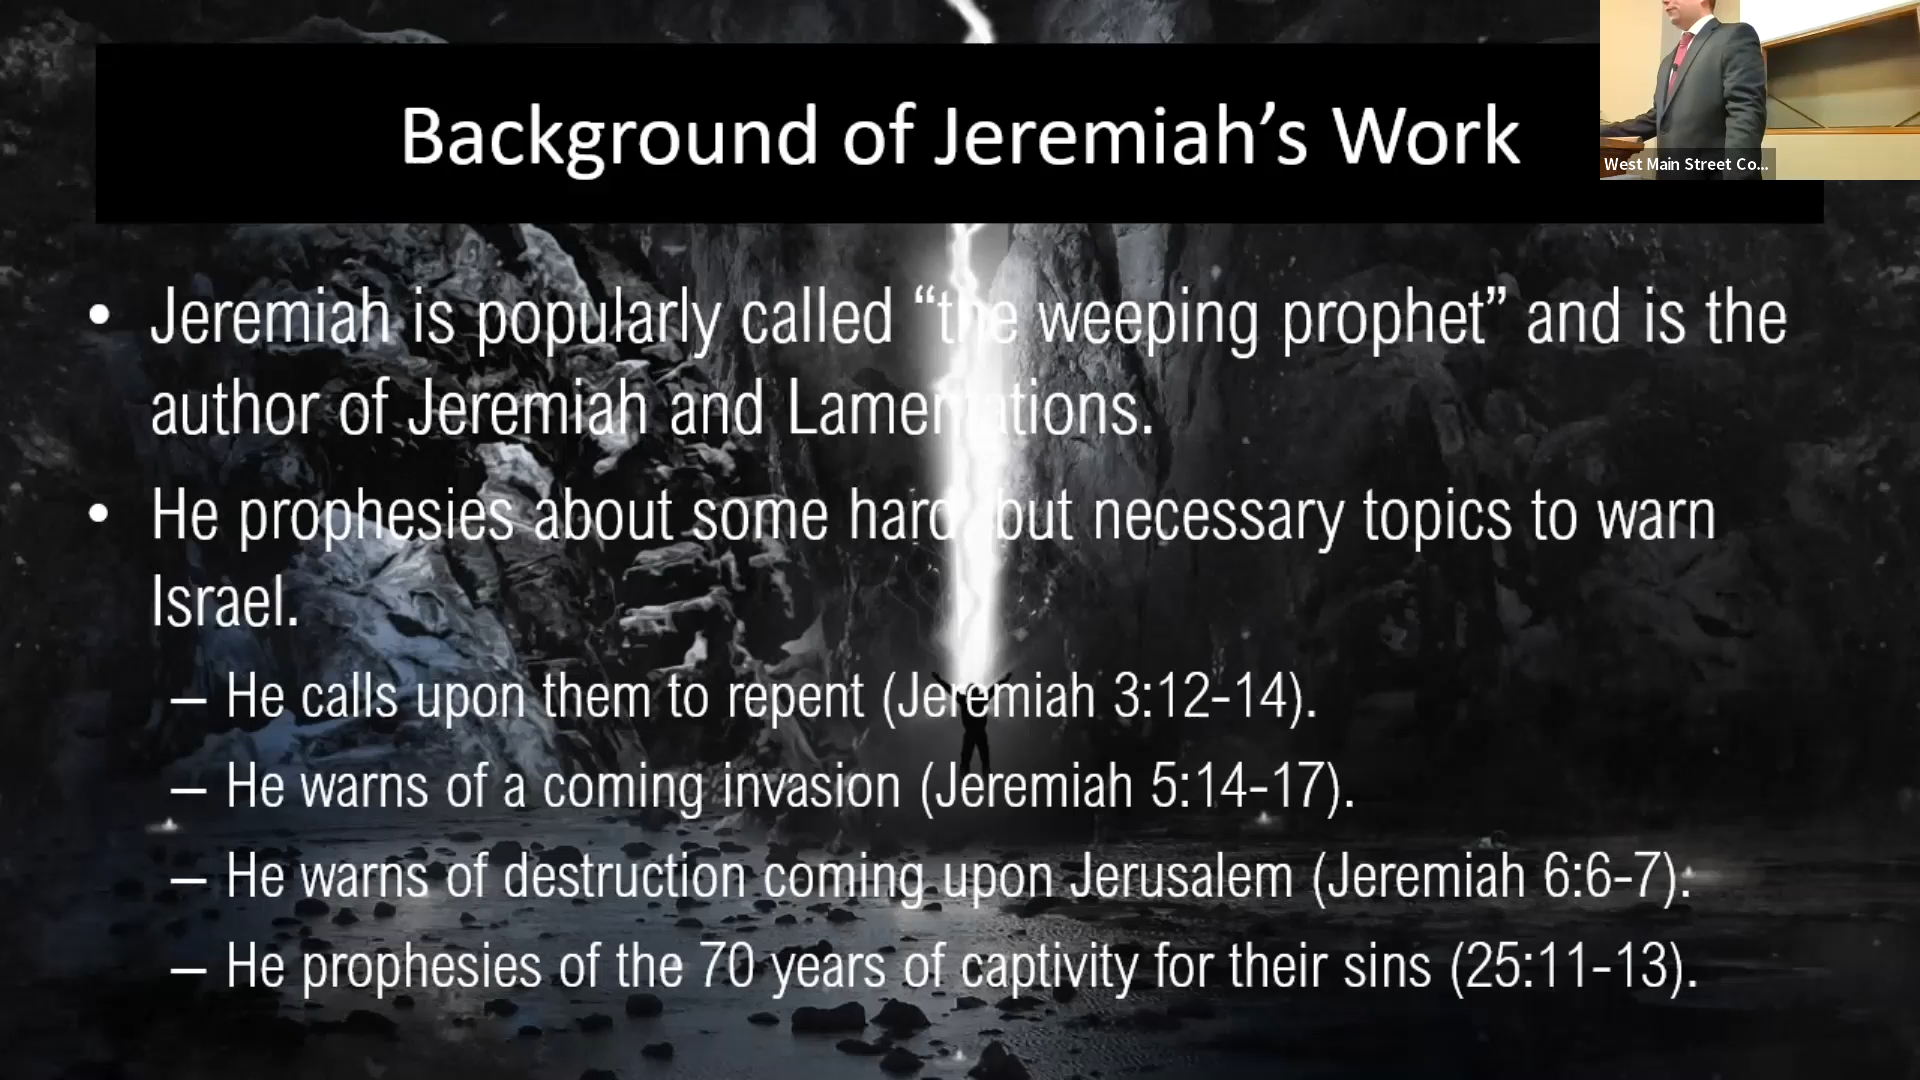 Background of Jeremiah’s Work
West Main Street Co...
• Jeremiah is popularly called “the weeping prophet” and is the
author of Jeremiah and Lamentations.
• He prophesies about some hard but necessary topics to warn
Israel.
– He calls upon them to repent (Jeremiah 3:12-14).
– He warns of a coming invasion (Jeremiah 5:14-17).
– He warns of destruction coming upon Jerusalem (Jeremiah 6:6-7).
– He prophesies of the 70 years of captivity for their sins (25:11-13).